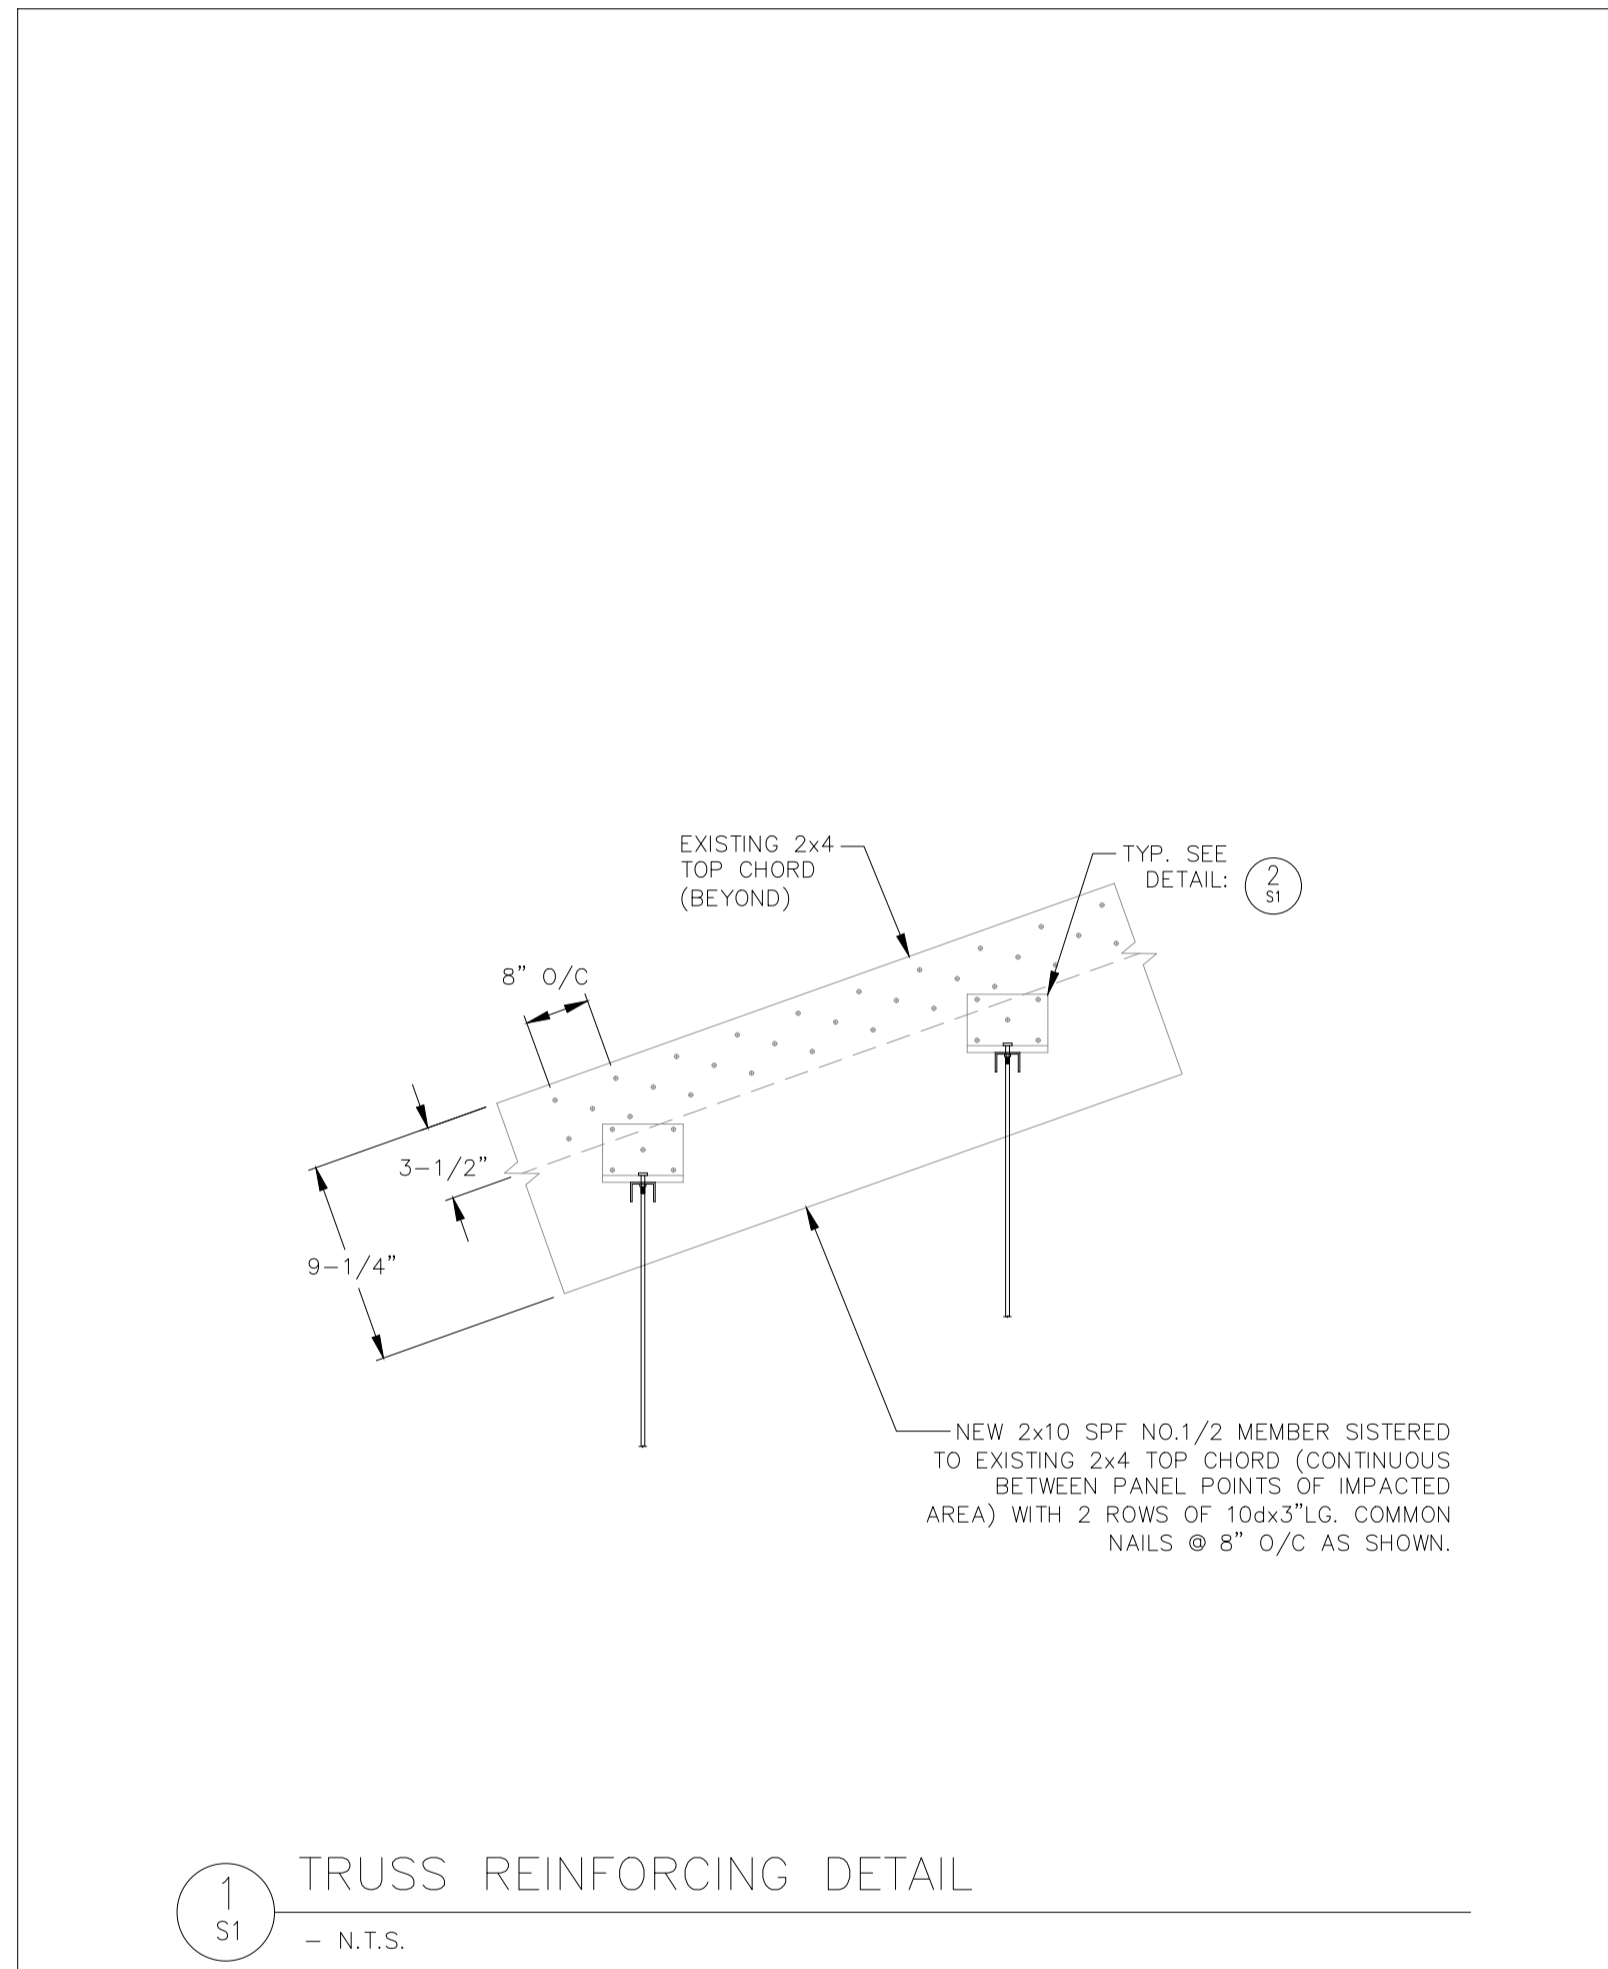 EXISTING 2x4
TOP CHORD
(BEYOND)
TYP. SEE
DETAIL:
2
S1
8" O/C
3-1/2"
9-1/4"
NEW 2x10 SPF NO.1/2 MEMBER SISTERED
TO EXISTING 2x4 TOP CHORD (CONTINUOUS
BETWEEN PANEL POINTS OF IMPACTED
AREA) WITH 2 ROWS OF 10dx3"LG. COMMON
NAILS @ 8" O/C AS SHOWN.
1
S1
TRUSS REINFORCING DETAIL
- N.T.S.